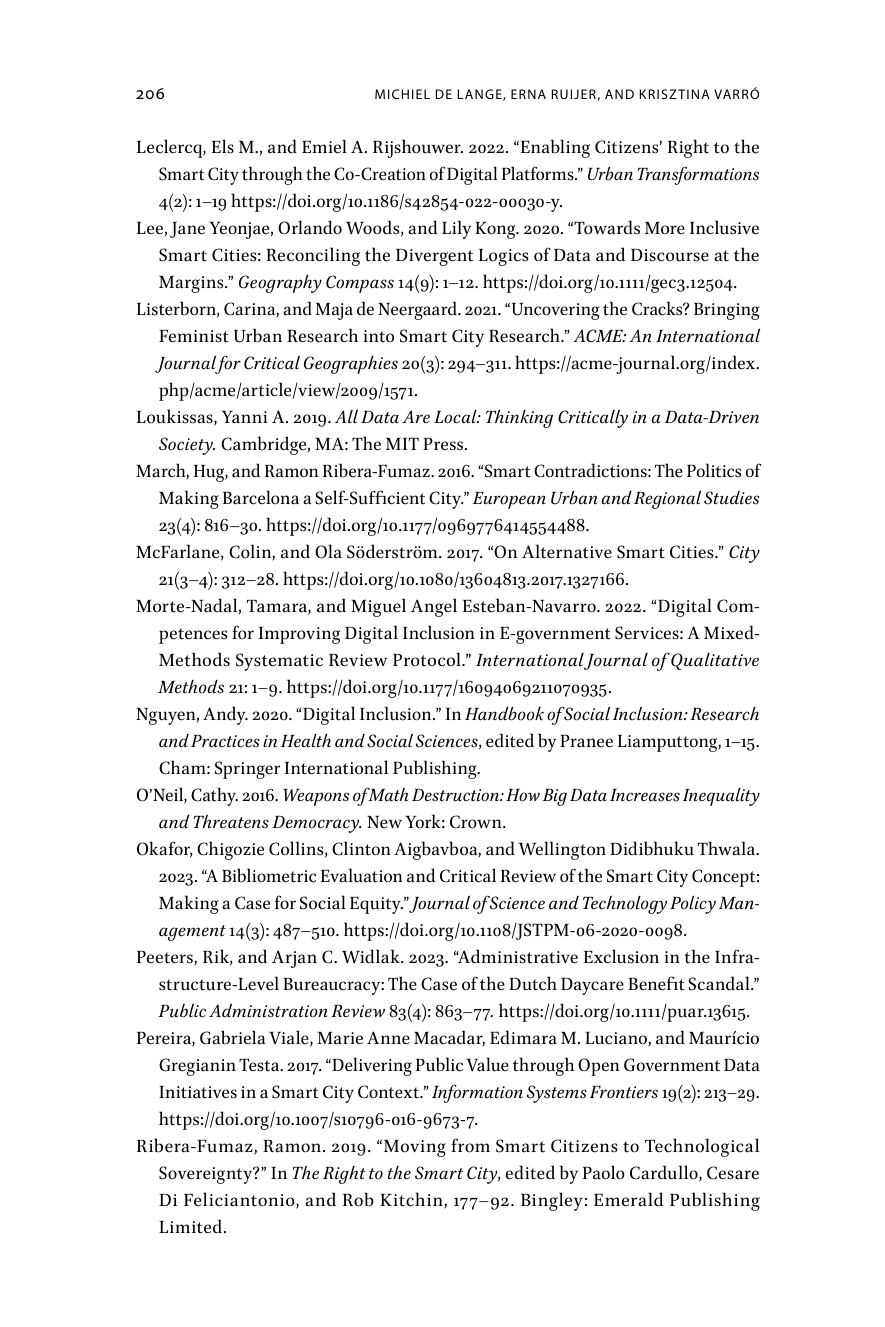 206
MICHIEL DE LANGE, ERNA RUIJER, AND KRISZTINA VARRÓ
Leclercq, Els M., and Emiel A. Rijshouwer. 2022. “Enabling Citizens’ Right to the
Smart City through the Co-Creation of Digital Platforms.” Urban Transformations
4(2): 1–19 https://doi.org/10.1186/s42854-022-00030-y.
Lee, Jane Yeonjae, Orlando Woods, and Lily Kong. 2020. “Towards More Inclusive
Smart Cities: Reconciling the Divergent Logics of Data and Discourse at the
Margins.” Geography Compass 14(9): 1–12. https://doi.org/10.1111/gec3.12504.
Listerborn, Carina, and Maja de Neergaard. 2021. “Uncovering the Cracks? Bringing
Feminist Urban Research into Smart City Research.” ACME: An International
Journal for Critical Geographies 20(3): 294–311. https://acme-journal.org/index.
php/acme/article/view/2009/1571.
Loukissas, Yanni A. 2019. All Data Are Local: Thinking Critically in a Data-Driven
Society. Cambridge, MA: The MIT Press.
March, Hug, and Ramon Ribera-Fumaz. 2016. “Smart Contradictions: The Politics of
Making Barcelona a Self-Sufficient City.” European Urban and Regional Studies
23(4): 816–30. https://doi.org/10.1177/0969776414554488.
McFarlane, Colin, and Ola Söderström. 2017. “On Alternative Smart Cities.” City
21(3–4): 312–28. https://doi.org/10.1080/13604813.2017.1327166.
Morte-Nadal, Tamara, and Miguel Angel Esteban-Navarro. 2022. “Digital Com-
petences for Improving Digital Inclusion in E-government Services: A Mixed-
Methods Systematic Review Protocol.” International Journal of Qualitative
Methods 21: 1–9. https://doi.org/10.1177/16094069211070935.
Nguyen, Andy. 2020. “Digital Inclusion.” In Handbook of Social Inclusion: Research
and Practices in Health and Social Sciences, edited by Pranee Liamputtong, 1–15.
Cham: Springer International Publishing.
O’Neil, Cathy. 2016. Weapons of Math Destruction: How Big Data Increases Inequality
and Threatens Democracy. New York: Crown.
Okafor, Chigozie Collins, Clinton Aigbavboa, and Wellington Didibhuku Thwala.
2023. “A Bibliometric Evaluation and Critical Review of the Smart City Concept:
Making a Case for Social Equity.” Journal of Science and Technology Policy Man-
agement 14(3): 487–510. https://doi.org/10.1108/JSTPM-06-2020-0098.
Peeters, Rik, and Arjan C. Widlak. 2023. “Administrative Exclusion in the Infra-
structure-Level Bureaucracy: The Case of the Dutch Daycare Benefit Scandal.”
Public Administration Review 83(4): 863–77. https://doi.org/10.1111/puar.13615.
Pereira, Gabriela Viale, Marie Anne Macadar, Edimara M. Luciano, and Maurício
Gregianin Testa. 2017. “Delivering Public Value through Open Government Data
Initiatives in a Smart City Context.” Information Systems Frontiers 19(2): 213–29.
https://doi.org/10.1007/s10796-016-9673-7.
Ribera-Fumaz, Ramon. 2019. “Moving from Smart Citizens to Technological
Sovereignty?” In The Right to the Smart City, edited by Paolo Cardullo, Cesare
Di Feliciantonio, and Rob Kitchin, 177–92. Bingley: Emerald Publishing
Limited.